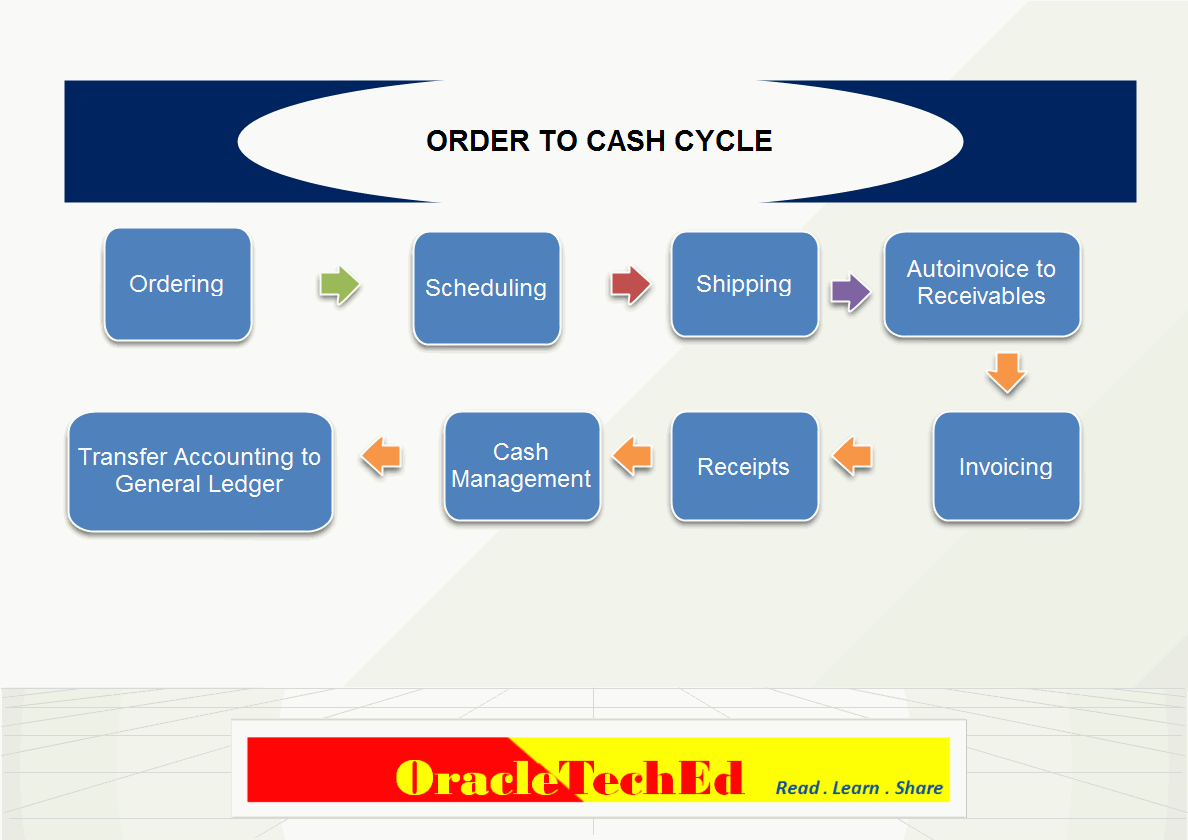 ORDER TO CASH CYCLE
Ordering
Scheduling
Shipping
Autoinvoice to
Receivables
Invoicing
Receipts
Cash
Management
Transfer Accounting to
General Ledger
OracleTechEd
Read . Learn . Share